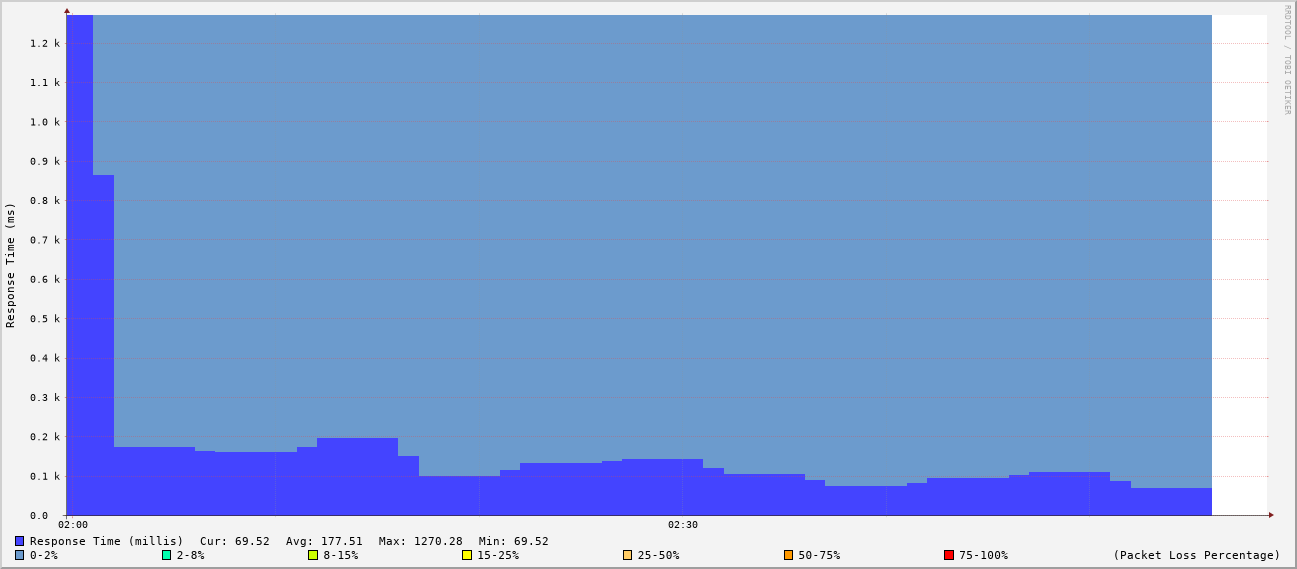 RRDTOOL / TOBI OETIKER
Response Time (ms)
1.2 k
1.1 k
1.0 k
0.9 k
0.8 k
0.7 k
0.6 k
0.5 k
0.4 k
0.3 k
0.2 k
0.1 k
0.0
02:00 02:30
Response Time (millis) Cur: 69.52 Avg: 177.51 Max: 1270.28 Min: 69.52
0-2% 2-8% 8-15% 15-25% 25-50% 50-75% 75-100% (Packet Loss Percentage)